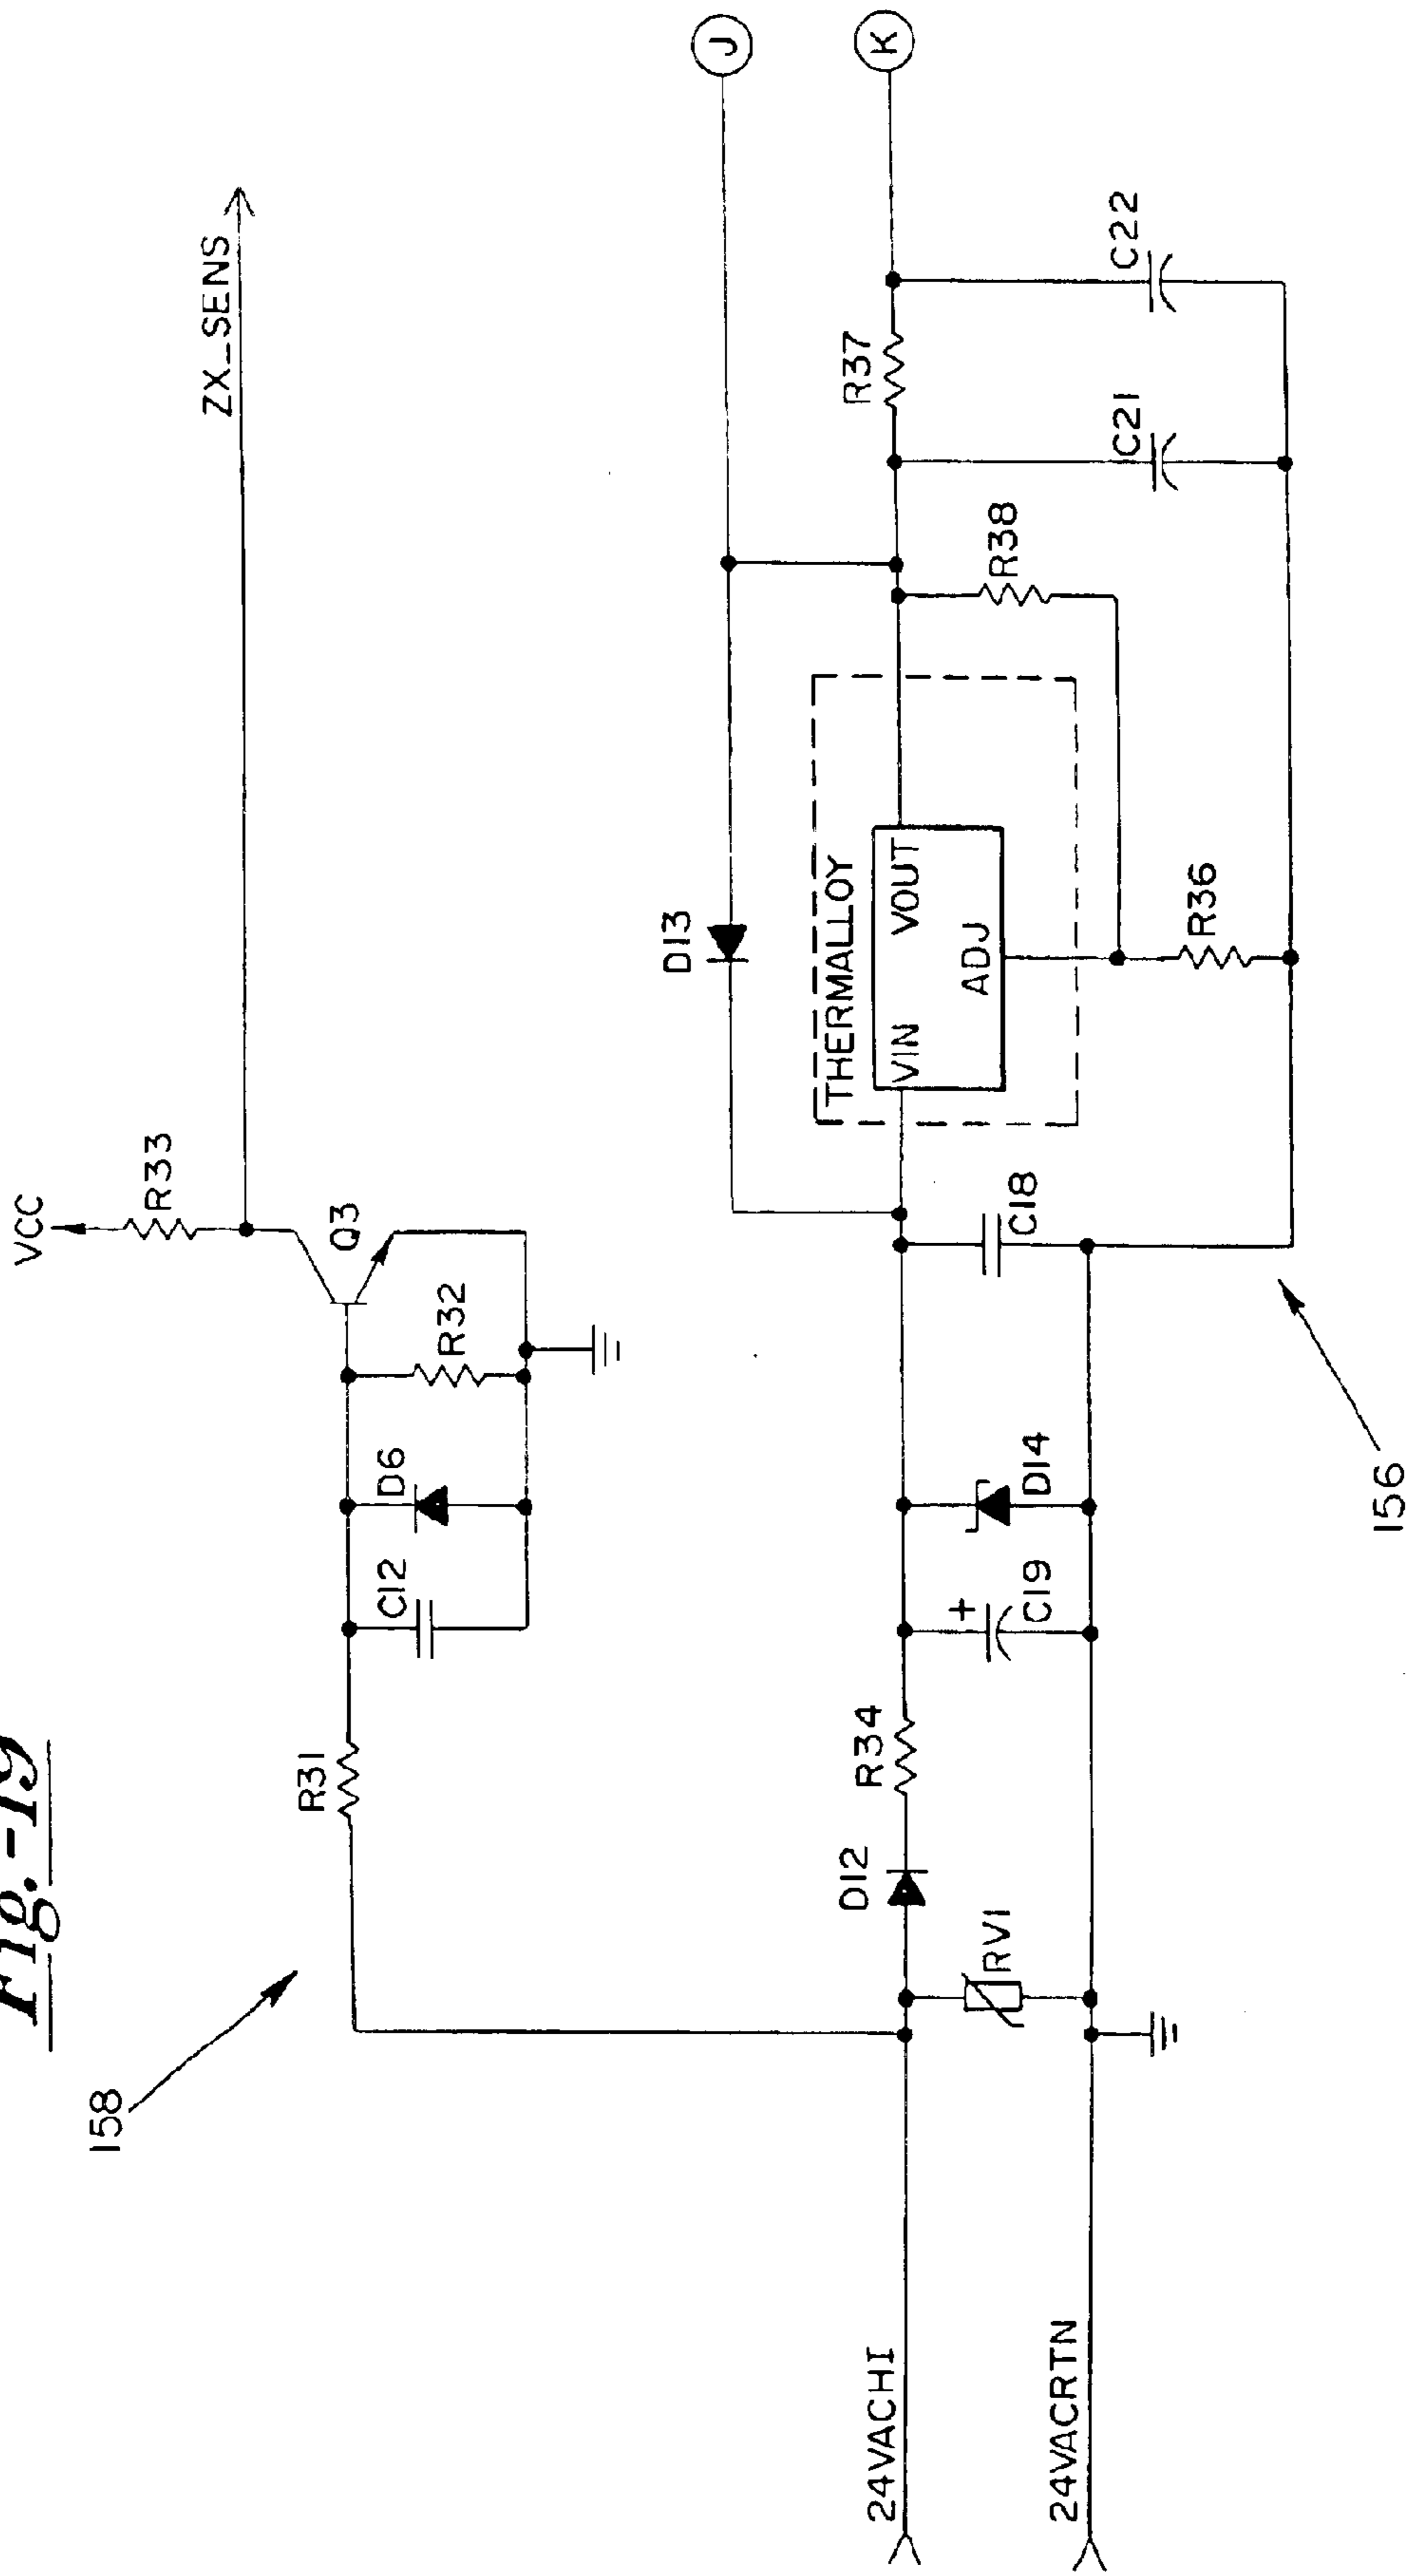 Fig.-19
158
VCC
R33
ZX_SENS
Q3
R31
C12
D6
R32
24VACHI
24VACRTN
RV1
D12
R34
C19
+
D14
C18
D13
THERMALLOY
VIN
VOUT
ADJ
R36
R38
R37
C21
C22
J
K
156